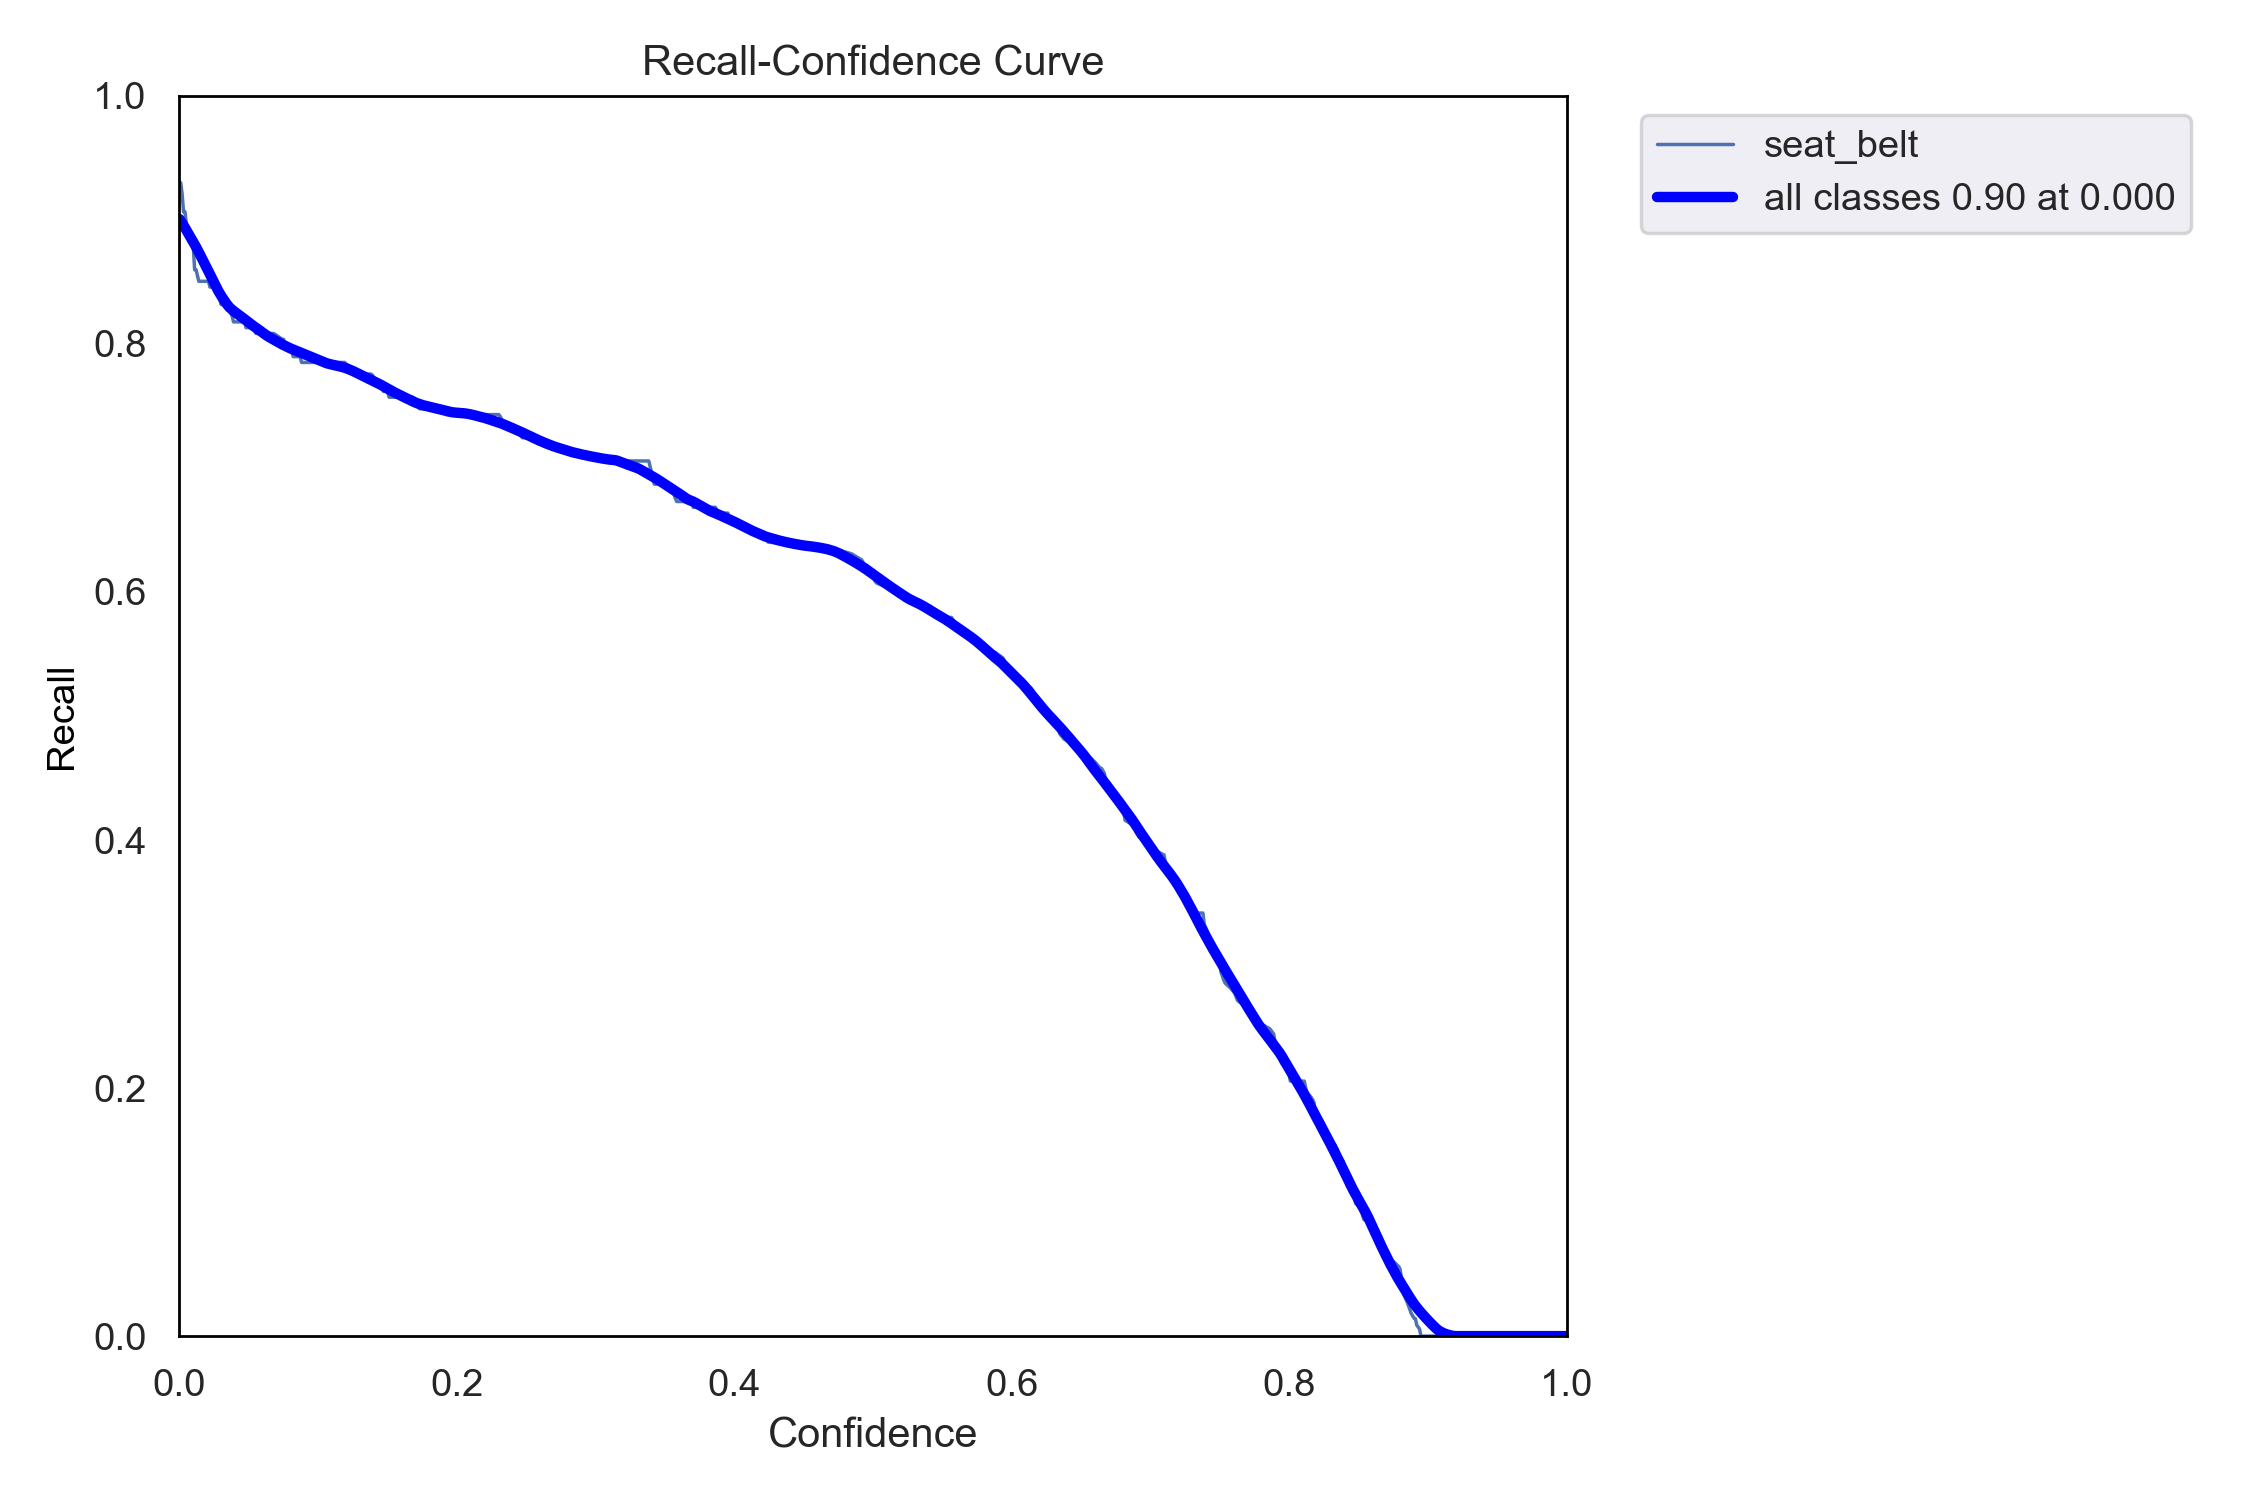 Recall-Confidence Curve
1.0
0.8
0.6
0.4
0.2
0.0
Recall
0.0 0.2 0.4 0.6 0.8 1.0
Confidence
seat_belt
all classes 0.90 at 0.000